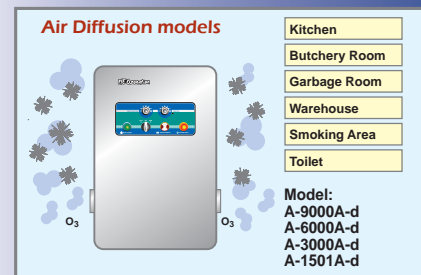 Air Diffusion models
Kitchen
Butchery Room
Garbage Room
Warehouse
Smoking Area
Toilet
O3
O3
Model:
A-9000A-d
A-6000A-d
A-3000A-d
A-1501A-d